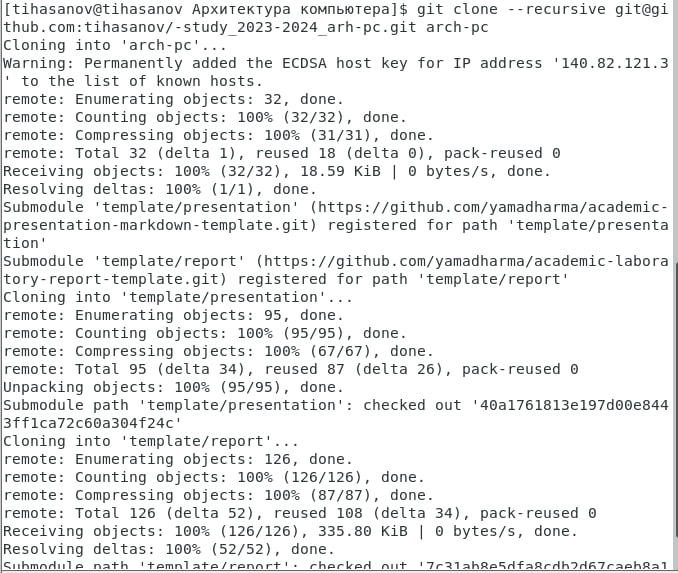 [tihasanov@tihasanov Архитектура компьютера]$ git clone --recursive git@gi
thub.com:tihasanov/-study_2023-2024_arh-pc.git arch-pc
Cloning into 'arch-pc'...
Warning: Permanently added the ECDSA host key for IP address '140.82.121.3
' to the list of known hosts.
remote: Enumerating objects: 32, done.
remote: Counting objects: 100% (32/32), done.
remote: Compressing objects: 100% (31/31), done.
remote: Total 32 (delta 1), reused 18 (delta 0), pack-reused 0
Receiving objects: 100% (32/32), 18.59 KiB | 0 bytes/s, done.
Resolving deltas: 100% (1/1), done.
Submodule 'template/presentation' (https://github.com/yamadharma/academic-
presentation-markdown-template.git) registered for path 'template/presenta
tion'
Submodule 'template/report' (https://github.com/yamadharma/academic-labora
tory-report-template.git) registered for path 'template/report'
Cloning into 'template/presentation'...
remote: Enumerating objects: 95, done.
remote: Counting objects: 100% (95/95), done.
remote: Compressing objects: 100% (67/67), done.
remote: Total 95 (delta 34), reused 87 (delta 26), pack-reused 0
Unpacking objects: 100% (95/95), done.
Submodule path 'template/presentation': checked out '40a1761813e197d00e844
3ff1ca72c60a304f24c'
Cloning into 'template/report'...
remote: Enumerating objects: 126, done.
remote: Counting objects: 100% (126/126), done.
remote: Compressing objects: 100% (87/87), done.
remote: Total 126 (delta 52), reused 108 (delta 34), pack-reused 0
Receiving objects: 100% (126/126), 335.80 KiB | 0 bytes/s, done.
Resolving deltas: 100% (52/52), done.
Submodule path 'template/report': checked out '7c31ab8e5dfa8cdb2d67caeb8a1